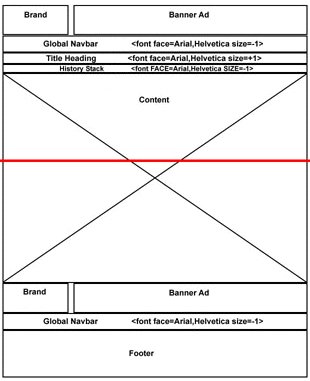 Brand Banner Ad
Global Navbar <font face=Arial,Helvetica size=-1>
Title Heading <font face=Arial,Helvetica size=+1>
History Stack <font FACE=Arial,Helvetica SIZE=-1>
Content
Brand Banner Ad
Global Navbar <font face=Arial,Helvetica size=-1>
Footer